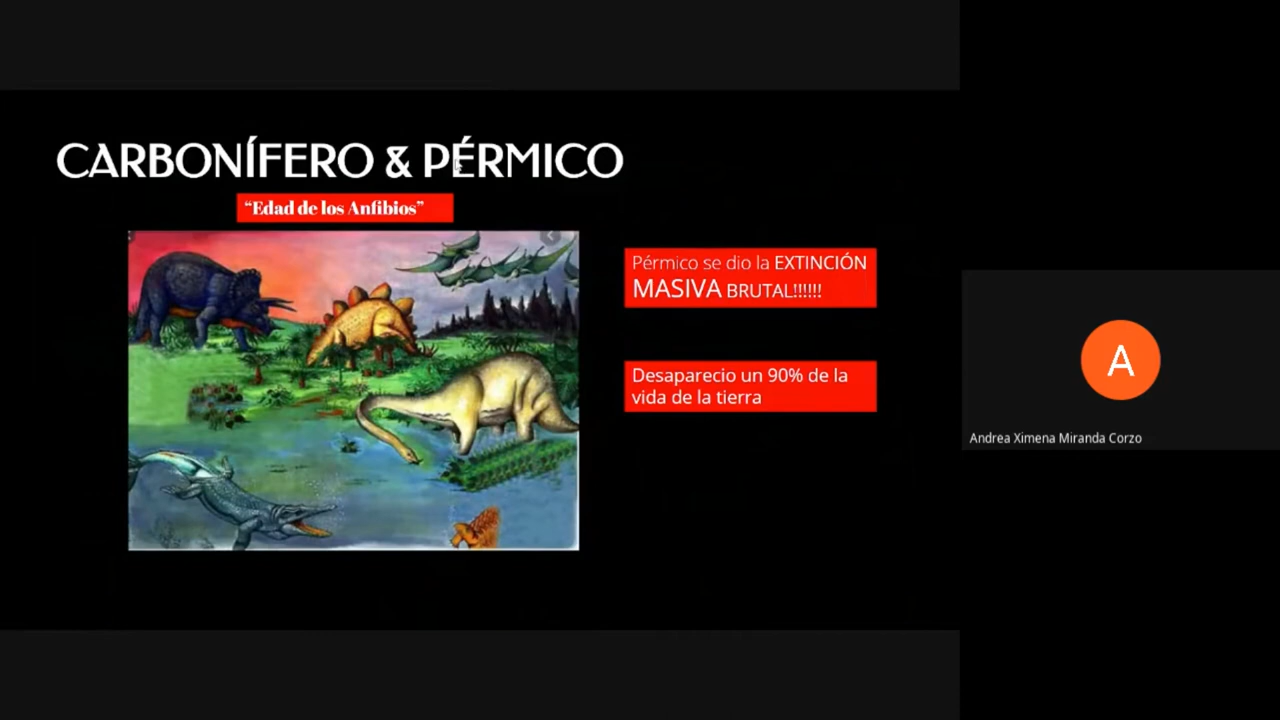 CARBONÍFERO & PÉRMICO
“Edad de los Anfibios”
Pérmico se dio la EXTINCIÓN
MASIVA BRUTAL!!!!!!
Desaparecio un 90% de la
vida de la tierra
A
Andrea Ximena Miranda Corzo